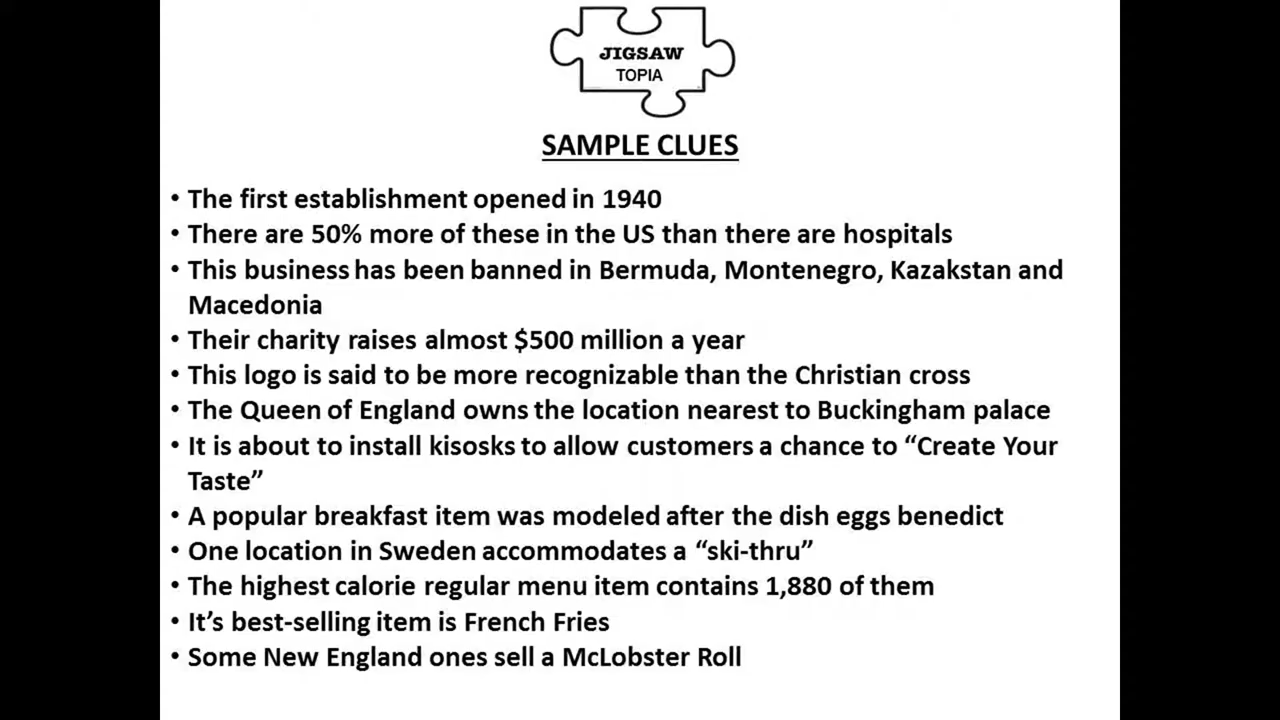 JIGSAW
TOPIA
SAMPLE CLUES
• The first establishment opened in 1940
• There are 50% more of these in the US than there are hospitals
• This business has been banned in Bermuda, Montenegro, Kazakstan and
Macedonia
• Their charity raises almost $500 million a year
• This logo is said to be more recognizable than the Christian cross
• The Queen of England owns the location nearest to Buckingham palace
• It is about to install kisosks to allow customers a chance to “Create Your
Taste”
• A popular breakfast item was modeled after the dish eggs benedict
• One location in Sweden accommodates a “ski-thru”
• The highest calorie regular menu item contains 1,880 of them
• It’s best-selling item is French Fries
• Some New England ones sell a McLobster Roll